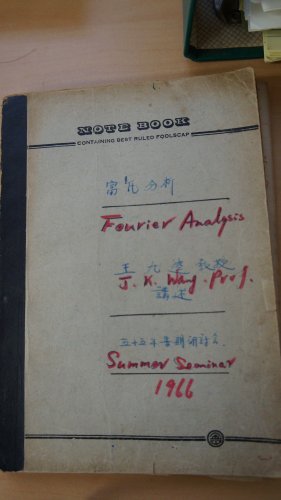 NOTE BOOK
CONTAINING BEST RULED FOOLSCAP
富氏分析
Fourier Analysis
王九逵教授
J. K. Wang. Prof.
講述
五十五年暑期研討會
Summer Seminar
1966